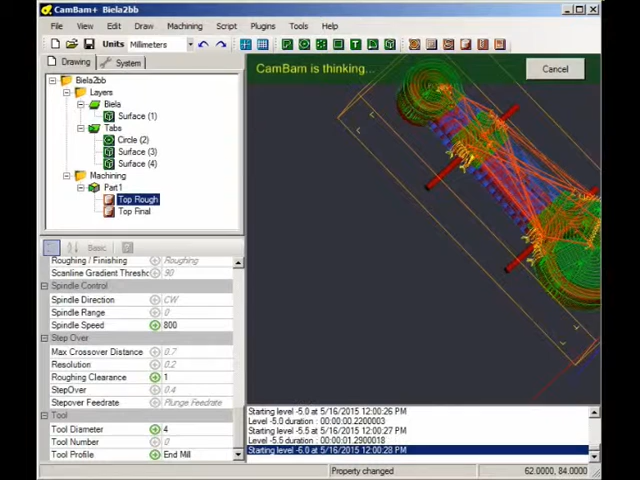 CamBam+ Biela2bb
File View Edit Draw Machining Script Plugins Tools Help
Units Millimeters
Drawing System
CamBam is thinking...
Cancel
Biela2bb
Layers
Biela
Surface (1)
Tabs
Circle (2)
Surface (3)
Surface (4)
Machining
Part1
Top Rough
Top Final
Basic
Roughing / Finishing Roughing
Scanline Gradient Thresho 90
Spindle Control
Spindle Direction CW
Spindle Range 0
Spindle Speed 800
Step Over
Max Crossover Distance 0.7
Resolution 0.2
Roughing Clearance 1
StepOver 0.4
Stepover Feedrate Plunge Feedrate
Tool
Tool Diameter 4
Tool Number 0
Tool Profile End Mill
Starting level -5.0 at 5/16/2015 12:00:26 PM
Level -5.0 duration : 00:00:00.2200003
Starting level -5.5 at 5/16/2015 12:00:27 PM
Level -5.5 duration : 00:00:01.2900018
Starting level -6.0 at 5/16/2015 12:00:28 PM
Property changed
62.0000, 84.0000